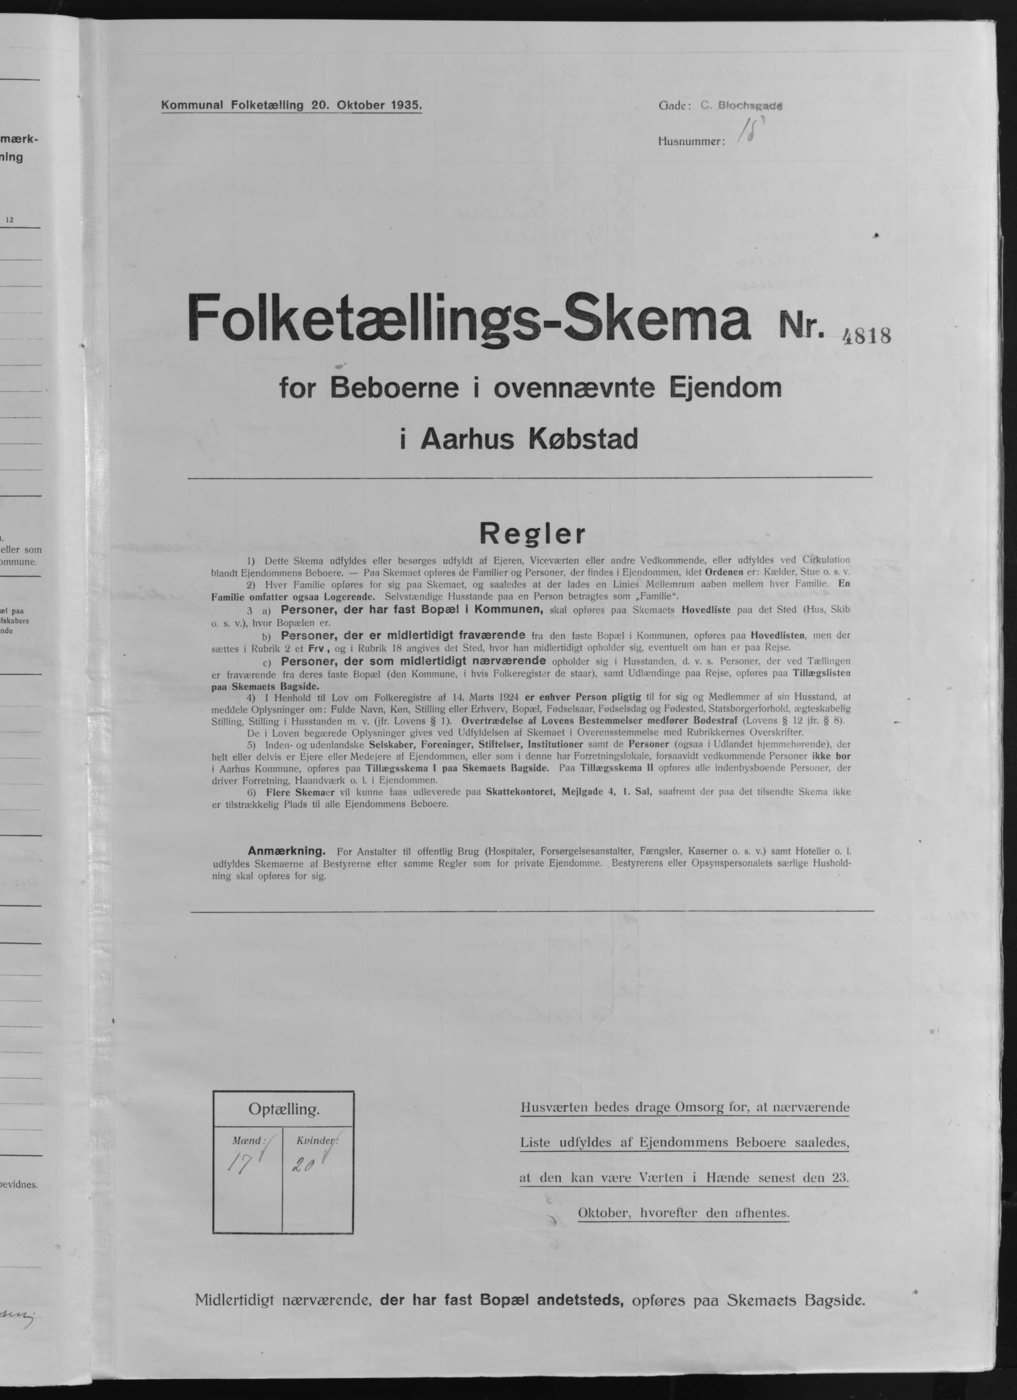 Kommunal Folketælling 20. Oktober 1935.
Gade: C. Blochsgade
Husnummer: 18
mærk-
ning
12
Folketællings-Skema Nr. 4818
for Beboerne i ovennævnte Ejendom
i Aarhus Købstad
Regler
1) Dette Skema udfyldes eller besørges udfyldt af Ejeren, Viceværten eller andre Vedkommende, eller udfyldes ved Cirkulation
blandt Ejendommens Beboere. — Paa Skemaet opføres de Familier og Personer, der findes i Ejendommen, idet Ordenen er: Kælder, Stue o. s. v.
2) Hver Familie opføres for sig paa Skemaet, og saaledes at der lades en Linies Mellemrum aaben mellem hver Familie. En
Familie omfatter ogsaa Logerende. Selvstændige Husstande paa en Person betragtes som „Familie“.
3 a) Personer, der har fast Bopæl i Kommunen, skal opføres paa Skemaets Hovedliste paa det Sted (Hus, Skib
o. s. v.), hvor Bopælen er.
b) Personer, der er midlertidigt fraværende fra den faste Bopæl i Kommunen, opføres paa Hovedlisten, men der
sættes i Rubrik 2 et Frv., og i Rubrik 18 angives det Sted, hvor han midlertidigt opholder sig, eventuelt om han er paa Rejse.
c) Personer, der som midlertidigt nærværende opholder sig i Husstanden, d. v. s. Personer, der ved Tællingen
er fraværende fra deres faste Bopæl (den Kommune, i hvis Folkeregister de staar), samt Udlændinge paa Rejse, opføres paa Tillægslisten
paa Skemaets Bagside.
4) I Henhold til Lov om Folkeregistre af 14. Marts 1924 er enhver Person pligtig til for sig og Medlemmer af sin Husstand, at
meddele Oplysninger om: Fulde Navn, Køn, Stilling eller Erhverv, Bopæl, Fødselsaar, Fødselsdag og Fødested, Statsborgerforhold, ægteskabelig
Stilling, Stilling i Husstanden m. v. (jfr. Lovens § 1). Overtrædelse af Lovens Bestemmelser medfører Bødestraf (Lovens § 12 jfr. § 8).
De i Loven begærede Oplysninger gives ved Udfyldelsen af Skemaet i Overensstemmelse med Rubrikkernes Overskrifter.
5) Inden- og udenlandske Selskaber, Foreninger, Stiftelser, Institutioner samt de Personer (ogsaa i Udlandet hjemmehørende), der
helt eller delvis er Ejere eller Medejere af Ejendommen, eller som i denne har Forretningslokale, forsaavidt vedkommende Personer ikke bor
i Aarhus Kommune, opføres paa Tillægsskema I paa Skemaets Bagside. Paa Tillægsskema II opføres alle indenbysboende Personer, der
driver Forretning, Haandværk o. l. i Ejendommen.
6) Flere Skemaer vil kunne faas udleverede paa Skattekontoret, Mejlgade 4, 1. Sal, saafremt der paa det tilsendte Skema ikke
er tilstrækkelig Plads til alle Ejendommens Beboere.
Anmærkning. For Anstalter til offentlig Brug (Hospitaler, Forsørgelsesanstalter, Fængsler, Kaserner o. s. v.) samt Hoteller o. l.
udfyldes Skemaerne af Bestyrerne efter samme Regler som for private Ejendomme. Bestyrerens eller Opsynspersonalets særlige Hushold-
ning skal opføres for sig.
eller som
ommune.
æl paa
elskabers
nde
bevidnes.
Optælling.
Mænd: Kvinder:
17 20
Husværten bedes drage Omsorg for, at nærværende
Liste udfyldes af Ejendommens Beboere saaledes,
at den kan være Værten i Hænde senest den 23.
Oktober, hvorefter den afhentes.
Midlertidigt nærværende, der har fast Bopæl andetsteds, opføres paa Skemaets Bagside.